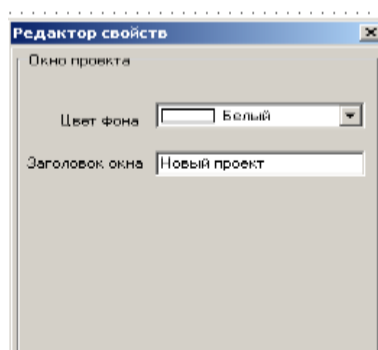 Редактор свойств
Окно проекта
Цвет фона Белый
Заголовок окна Новый проект